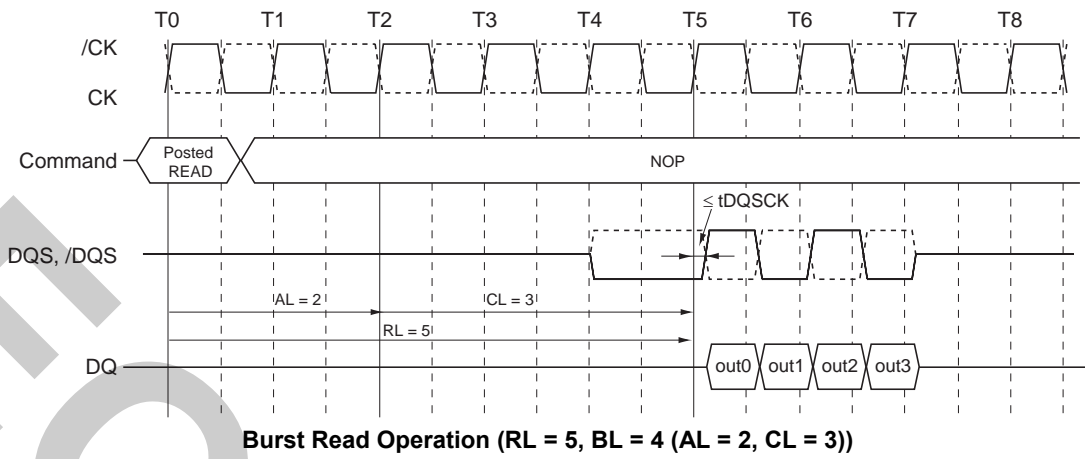 T0 T1 T2 T3 T4 T5 T6 T7 T8
/CK
CK
Command
Posted
READ
NOP
≤ tDQSCK
DQS, /DQS
AL = 2
CL = 3
RL = 5
DQ
out0 out1 out2 out3
Burst Read Operation (RL = 5, BL = 4 (AL = 2, CL = 3))